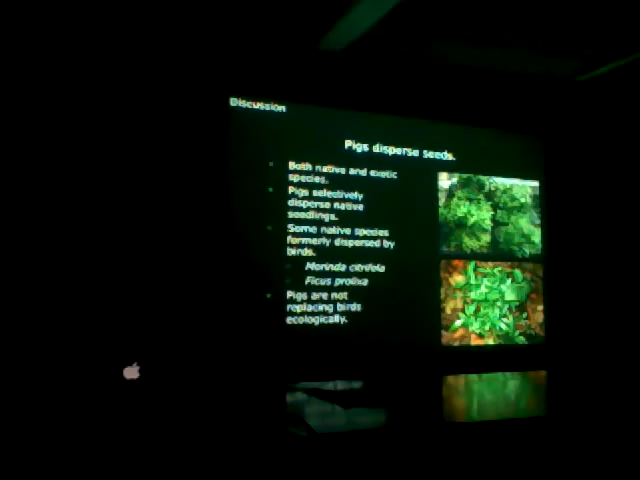 Discussion
Pigs disperse seeds.
Both native and exotic
species.
Pigs selectively
disperse native
seedlings.
Some native species
formerly dispersed by
birds.
Morinda citrifolia
Ficus prolixa
Pigs are not
replacing birds
ecologically.